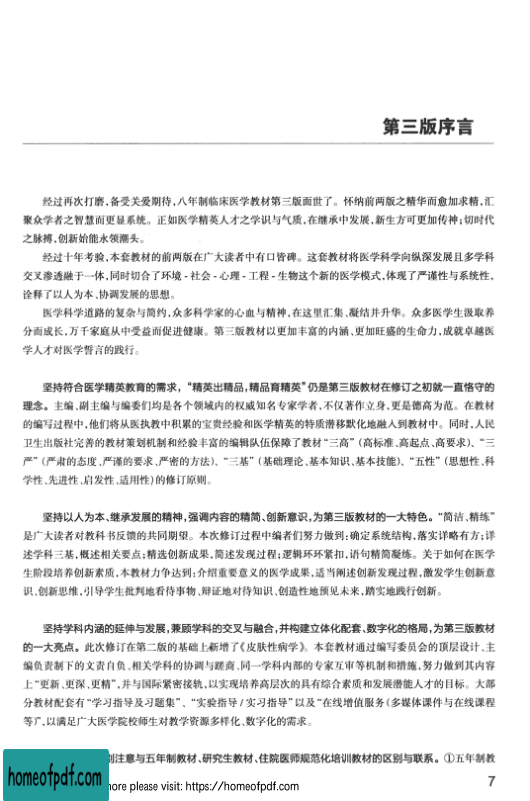 第三版序言
经过再次打磨,备受关爱期待,八年制临床医学教材第三版面世了。怀纳前两版之精华而愈加求精,汇
聚众学者之智慧而更显系统。正如医学精英人才之学识与气质,在继承中发展,新生方可更加传神;切时代
之脉搏,创新始能永领潮头。
经过十年考验,本套教材的前两版在广大读者中有口皆碑。这套教材将医学科学向纵深发展且多学科
交叉渗透融于一体,同时切合了环境-社会-心理-工程-生物这个新的医学模式,体现了严谨性与系统性,
诠释了以人为本、协调发展的思想。
医学科学道路的复杂与简约,众多科学家的心血与精神,在这里汇集、凝结并升华。众多医学生汲取养
分而成长,万千家庭从中受益而促进健康。第三版教材以更加丰富的内涵、更加旺盛的生命力,成就卓越医
学人才对医学誓言的践行。
坚持符合医学精英教育的需求,“精英出精品,精品育精英”仍是第三版教材在修订之初就一直恪守的
理念。主编、副主编与编委们均是各个领域内的权威知名专家学者,不仅著作立身,更是德高为范。在教材
的编写过程中,他们将从医执教中积累的宝贵经验和医学精英的特质潜移默化地融入到教材中。同时,人民
卫生出版社完善的教材策划机制和经验丰富的编辑队伍保障了教材“三高”(高标准、高起点、高要求)、“三
严”(严肃的态度、严谨的要求、严密的方法)、“三基”(基础理论、基本知识、基本技能)、“五性”(思想性、科
学性、先进性、启发性、适用性)的修订原则。
坚持以人为本、继承发展的精神,强调内容的精简、创新意识,为第三版教材的一大特色。“简洁、精练”
是广大读者对教科书反馈的共同期望。本次修订过程中编者们努力做到:确定系统结构,落实详略有方;详
述学科三基,概述相关要点;精选创新成果,简述发现过程;逻辑环环紧扣,语句精简凝练。关于如何在医学
生阶段培养创新素质,本教材力争达到:介绍重要意义的医学成果,适当阐述创新发现过程,激发学生创新意
识、创新思维,引导学生批判地看待事物、辩证地对待知识、创造性地预见未来,踏实地践行创新。
坚持学科内涵的延伸与发展,兼顾学科的交叉与融合,并构建立体化配套、数字化的格局,为第三版教材
的一大亮点。此次修订在第二版的基础上新增了《皮肤性病学》。本套教材通过编写委员会的顶层设计、主
编负责制下的文责自负、相关学科的协调与蹉商、同一学科内部的专家互审等机制和措施,努力做到其内容
上“更新、更深、更精”,并与国际紧密接轨,以实现培养高层次的具有综合素质和发展潜能人才的目标。大部
分教材配套有“学习指导及习题集”、“实验指导/实习指导”以及“在线增值服务(多媒体课件与在线课程
等)”,以满足广大医学院校师生对教学资源多样化、数字化的需求。
别注意与五年制教材、研究生教材、住院医师规范化培训教材的区别与联系。①五年制教
homeofpdf.com
ore please visit: https://homeofpdf.com
7